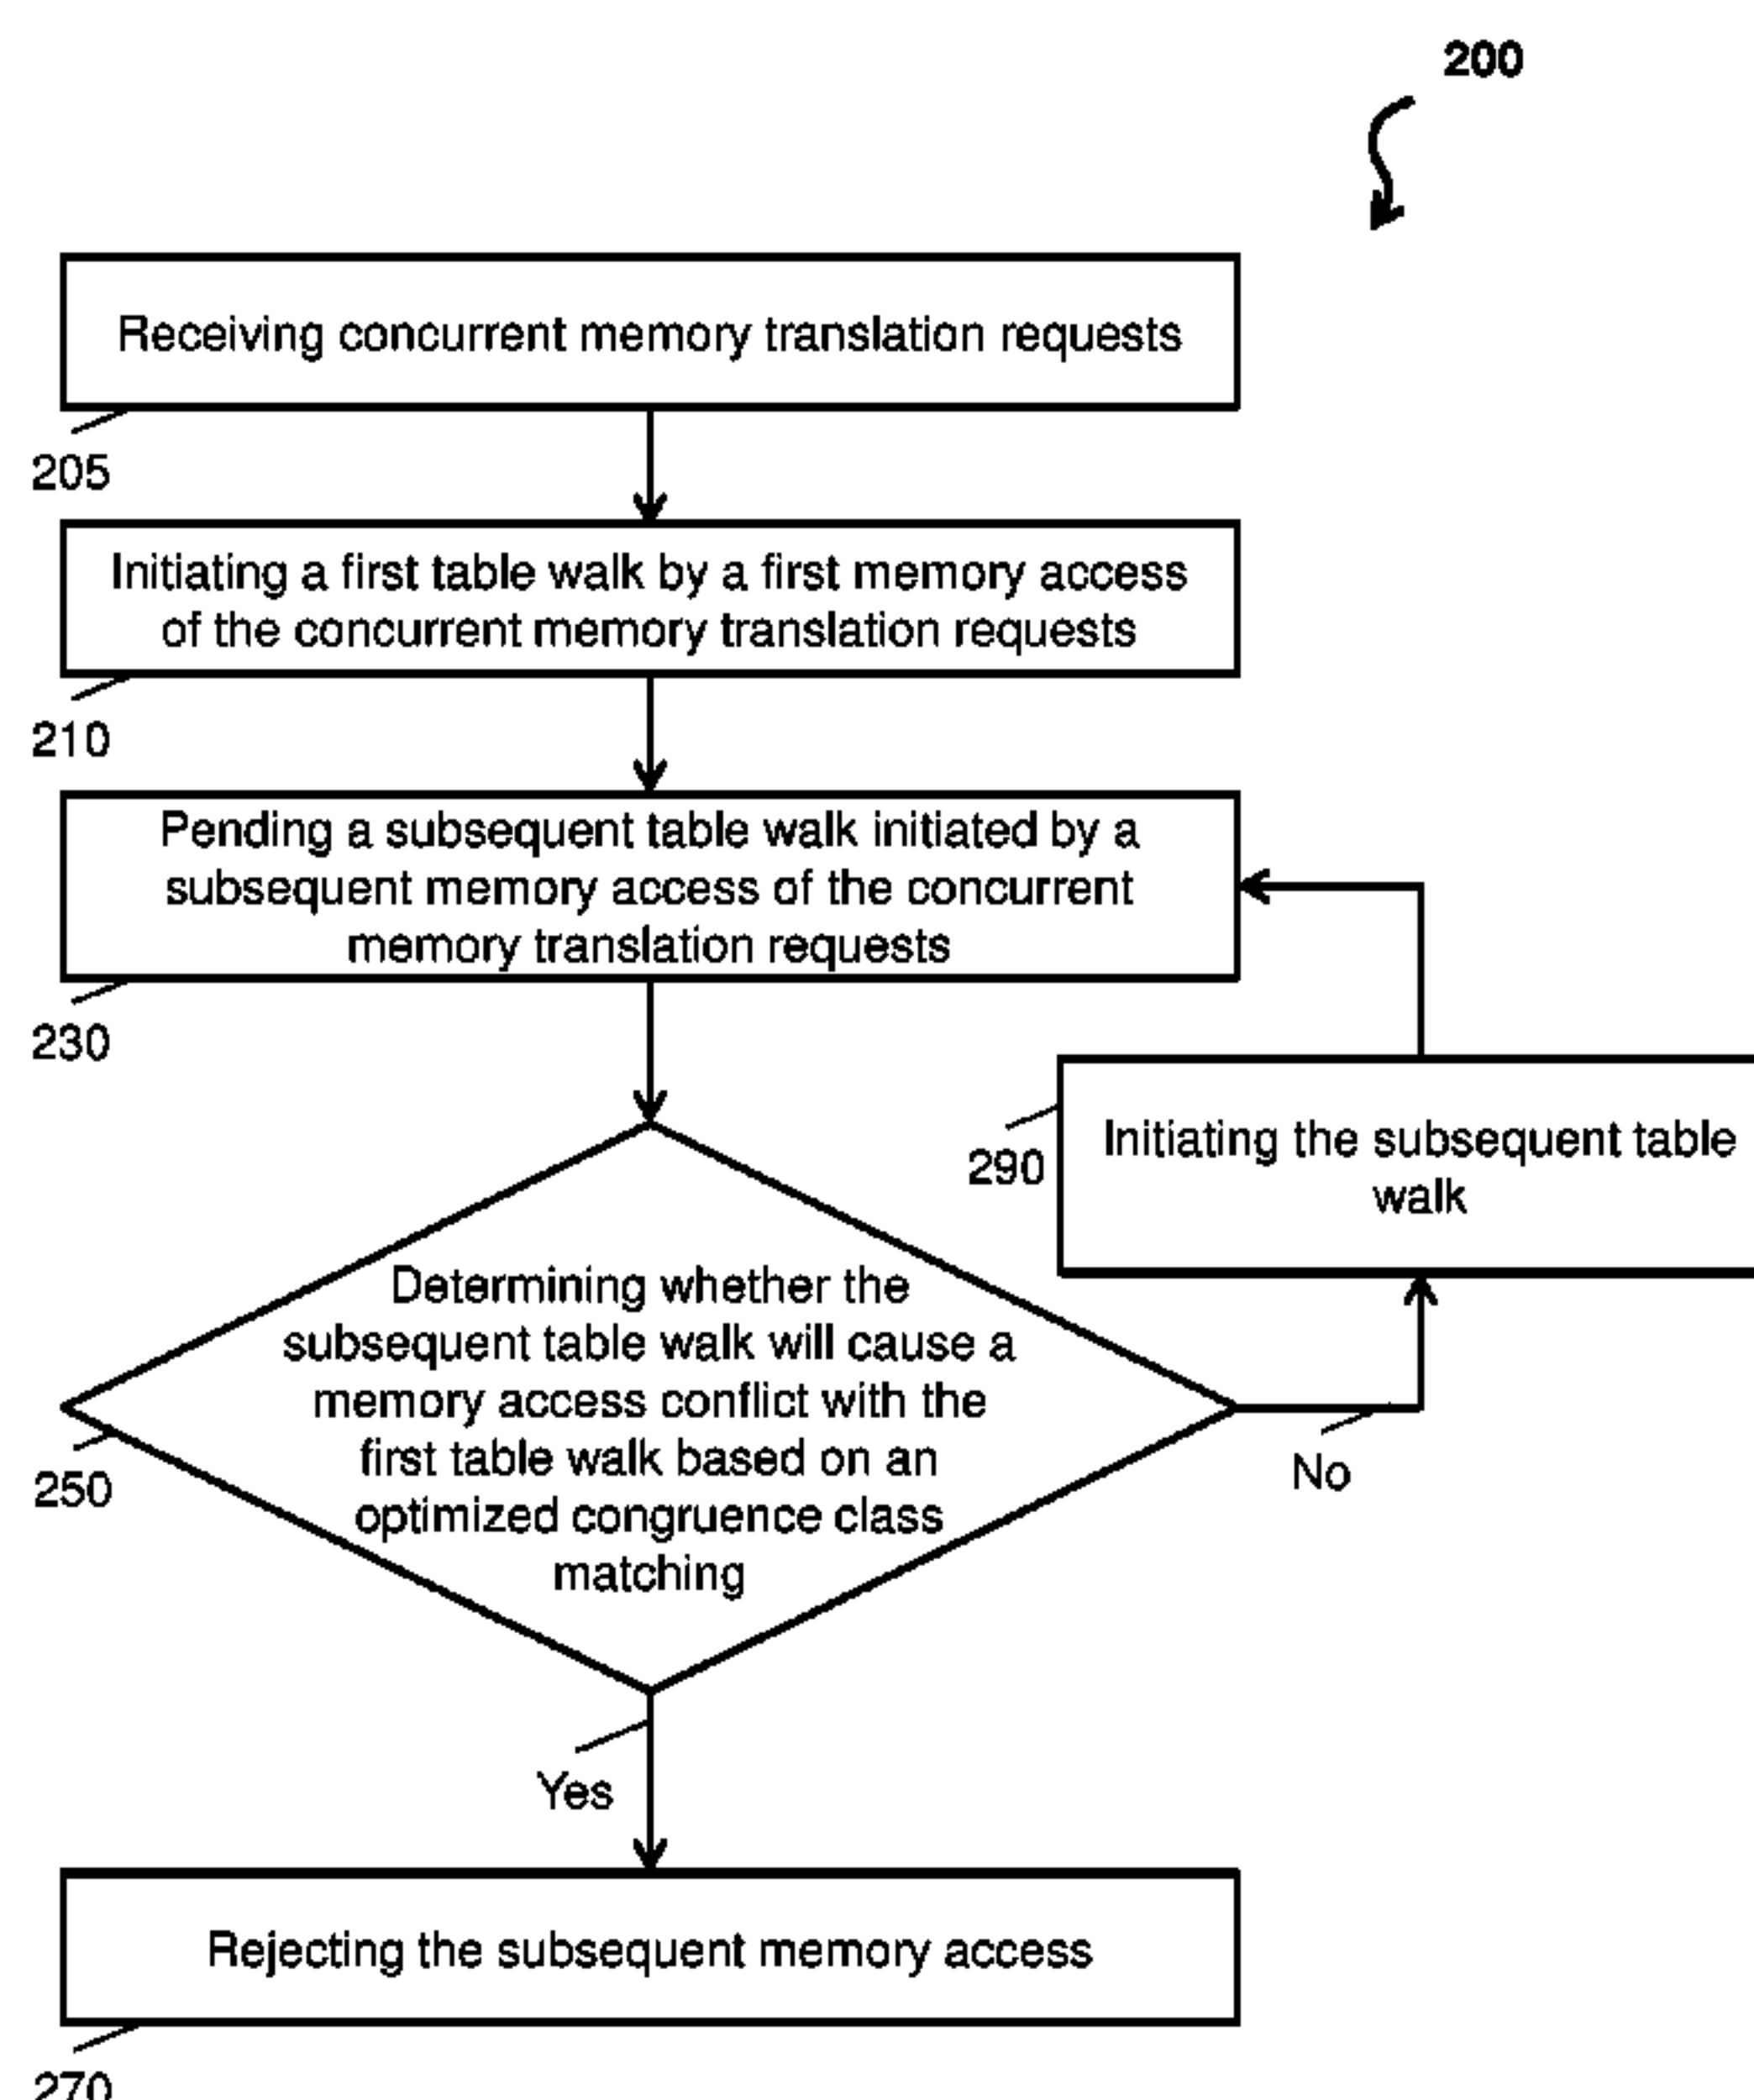 200
Receiving concurrent memory translation requests
205
Initiating a first table walk by a first memory access
of the concurrent memory translation requests
210
Pending a subsequent table walk initiated by a
subsequent memory access of the concurrent
memory translation requests
230
290
Initiating the subsequent table
walk
Determining whether the
subsequent table walk will cause a
memory access conflict with the
first table walk based on an
optimized congruence class
matching
250
No
Yes
Rejecting the subsequent memory access
270